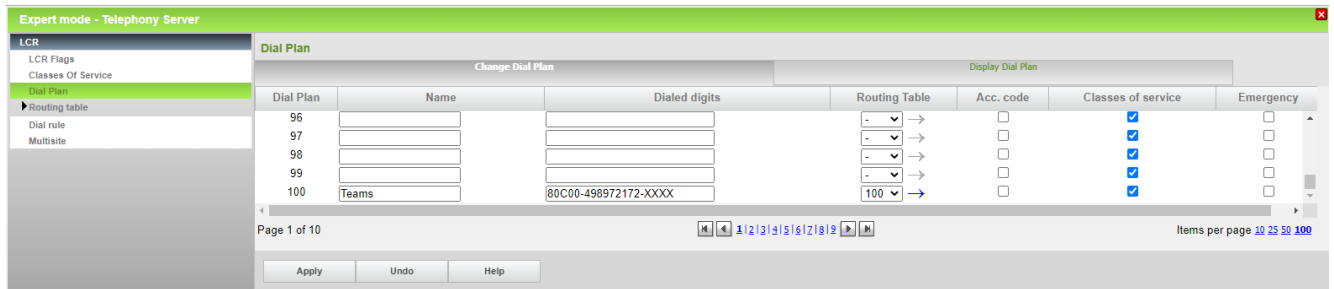 Expert mode - Telephony Server
LCR
LCR Flags
Classes Of Service
Dial Plan
Routing table
Dial rule
Multisite
Dial Plan
Change Dial Plan Display Dial Plan
Dial Plan Name Dialed digits Routing Table Acc. code Classes of service Emergency
96 -
97 -
98 -
99 -
100 Teams 80C00-498972172-XXXX 100
Page 1 of 10 1|2|3|4|5|6|7|8|9 Items per page 10 25 50 100
Apply Undo Help